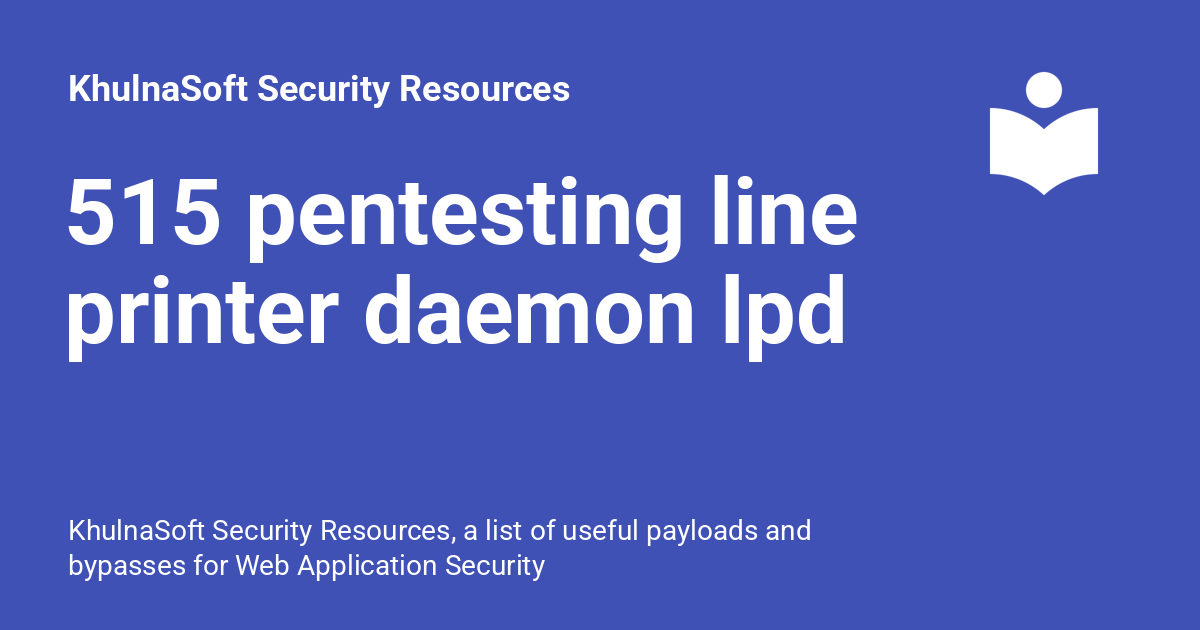 KhulnaSoft Security Resources
515 pentesting line
printer daemon lpd
KhulnaSoft Security Resources, a list of useful payloads and
bypasses for Web Application Security